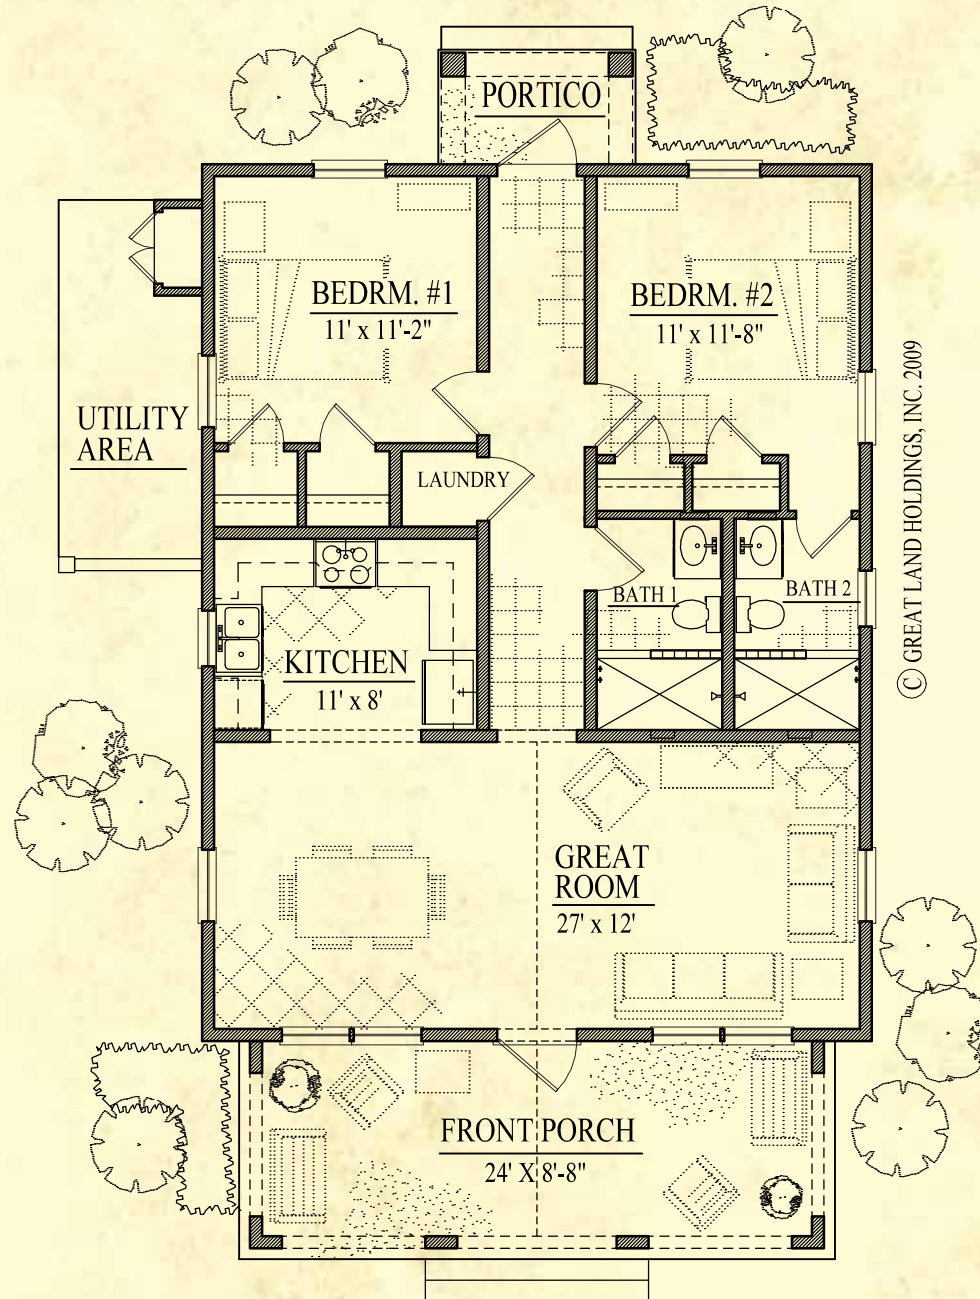 PORTICO
BEDRM. #1
11' x 11'-2"
BEDRM. #2
11' x 11'-8"
UTILITY
AREA
LAUNDRY
BATH 1
BATH 2
KITCHEN
11' x 8'
GREAT
ROOM
27' x 12'
FRONT PORCH
24' X 8'-8"
© GREAT LAND HOLDINGS, INC. 2009